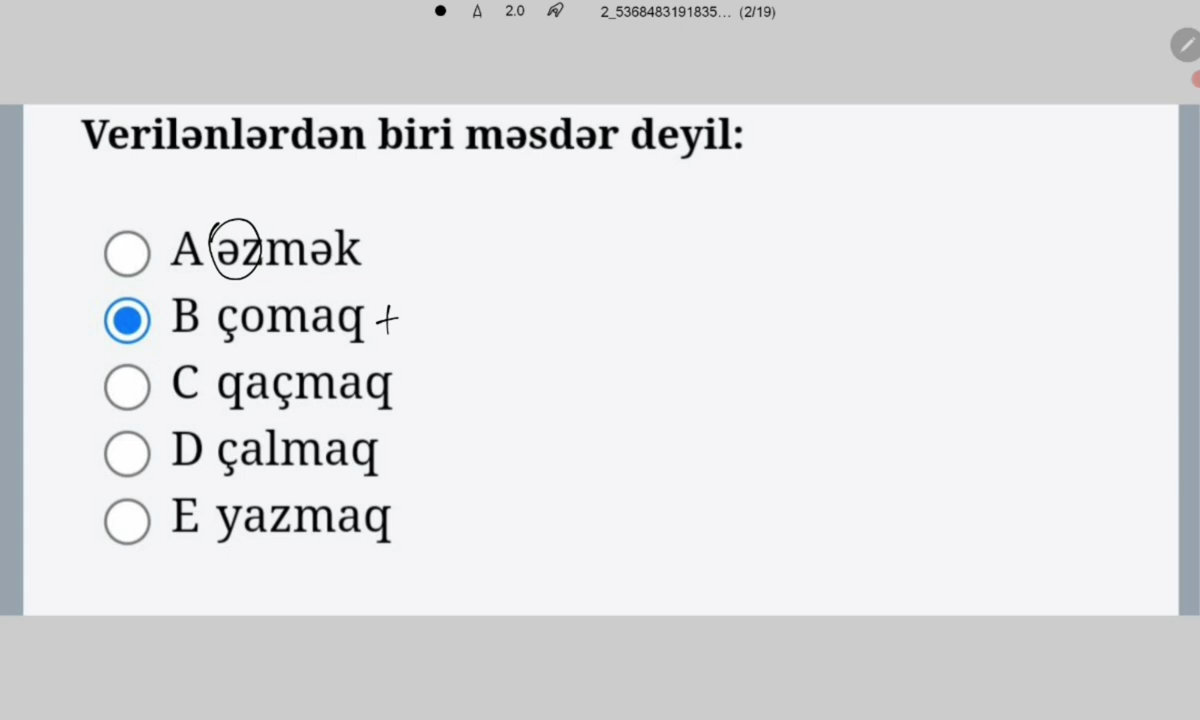 2.0 2_5368483191835... (2/19)
Verilənlərdən biri məsdər deyil:
A əzmək
B çomaq +
C qaçmaq
D çalmaq
E yazmaq